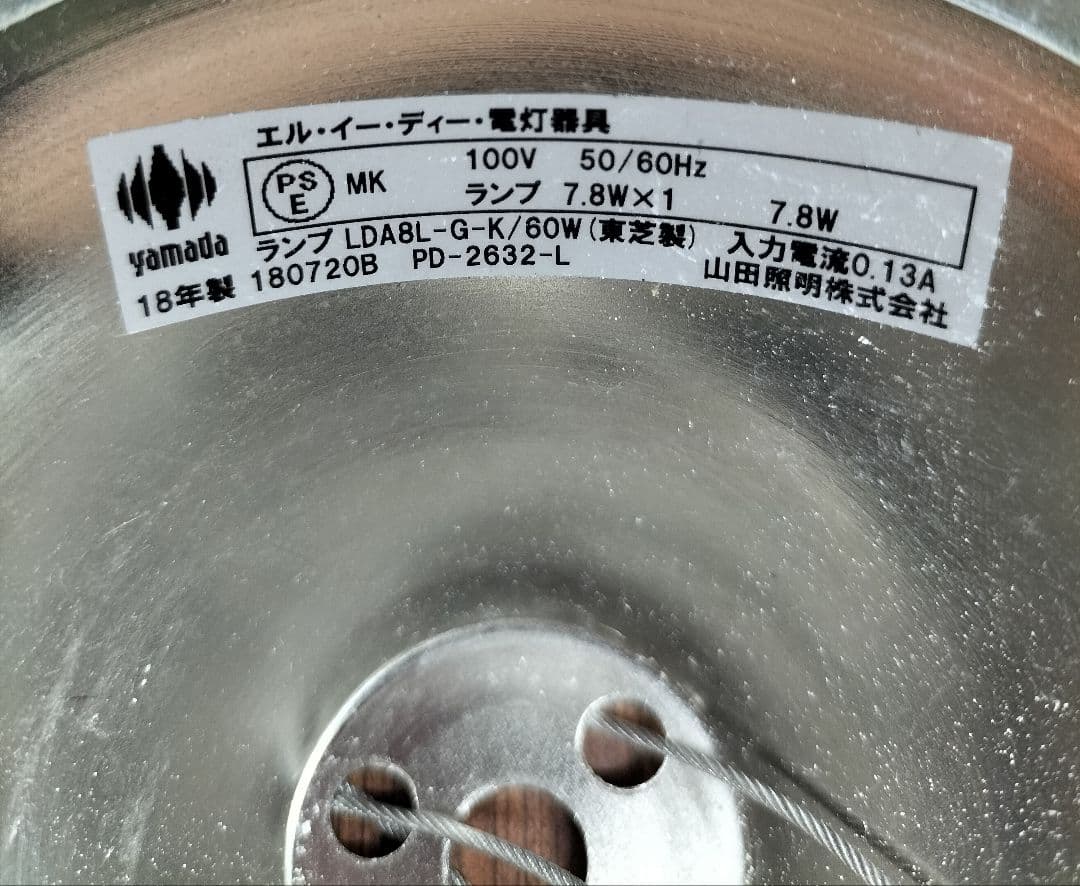 エル・イー・ディー・電灯器具
PSE MK 100V 50/60Hz
ランプ 7.8W×1 7.8W
yamada ランプ LDA8L-G-K/60W(東芝製) 入力電流0.13A
18年製 180720B PD-2632-L 山田照明株式会社